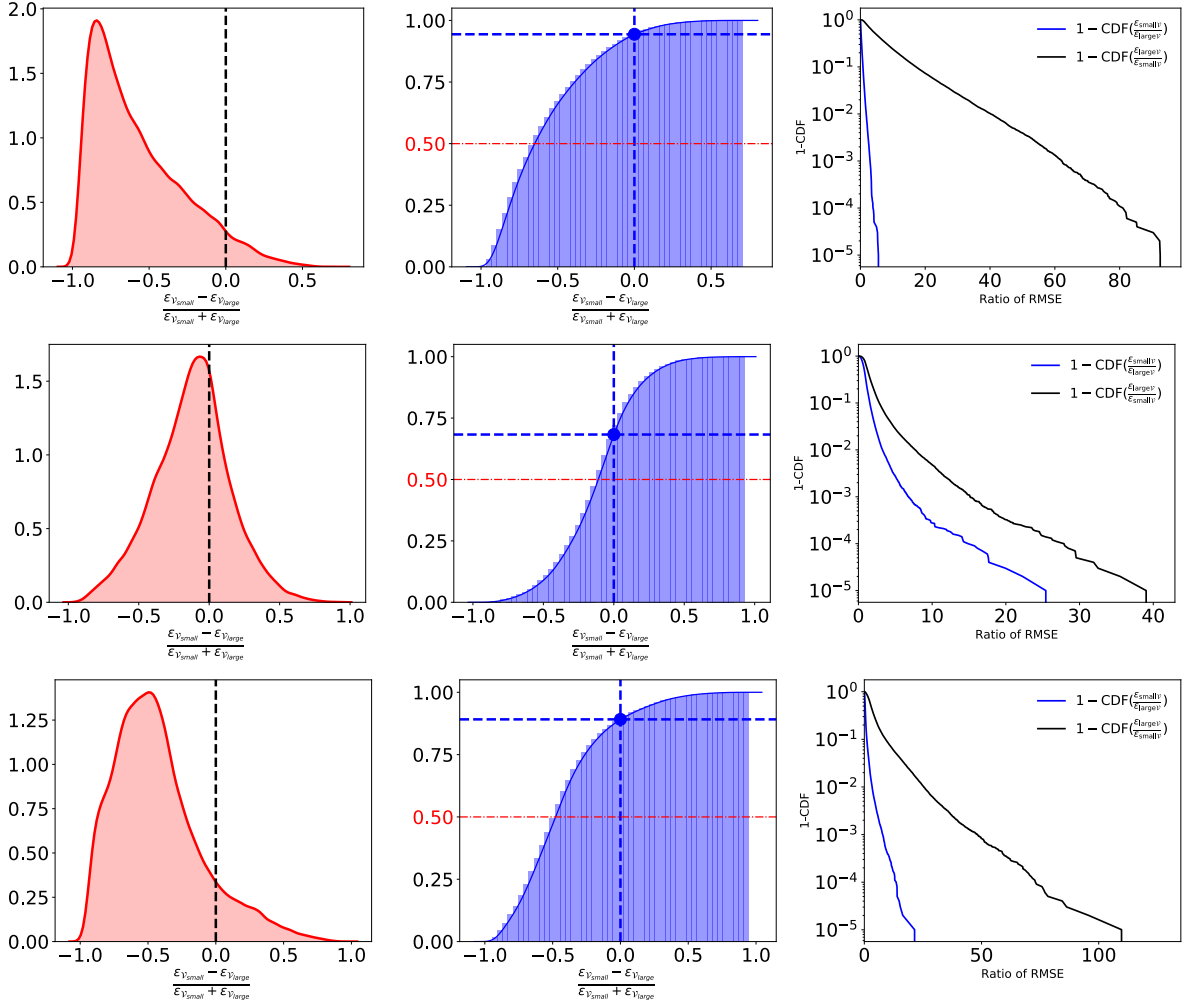 2.0
1.5
1.0
0.5
0.0
−1.0 −0.5 0.0 0.5
ε𝒱small − ε𝒱large
ε𝒱small + ε𝒱large
1.00
0.75
0.50
0.25
0.00
−1.0 −0.5 0.0 0.5
ε𝒱small − ε𝒱large
ε𝒱small + ε𝒱large
1-CDF
10^0
10^−1
10^−2
10^−3
10^−4
10^−5
1 − CDF(εsmall𝒱/εlarge𝒱)
1 − CDF(εlarge𝒱/εsmall𝒱)
0 20 40 60 80
Ratio of RMSE
1.5
1.0
0.5
0.0
−1.0 −0.5 0.0 0.5 1.0
ε𝒱small − ε𝒱large
ε𝒱small + ε𝒱large
1.00
0.75
0.50
0.25
0.00
−1.0 −0.5 0.0 0.5 1.0
ε𝒱small − ε𝒱large
ε𝒱small + ε𝒱large
1-CDF
10^0
10^−1
10^−2
10^−3
10^−4
10^−5
1 − CDF(εsmall𝒱/εlarge𝒱)
1 − CDF(εlarge𝒱/εsmall𝒱)
0 10 20 30 40
Ratio of RMSE
1.25
1.00
0.75
0.50
0.25
0.00
−1.0 −0.5 0.0 0.5 1.0
ε𝒱small − ε𝒱large
ε𝒱small + ε𝒱large
1.00
0.75
0.50
0.25
0.00
−1.0 −0.5 0.0 0.5 1.0
ε𝒱small − ε𝒱large
ε𝒱small + ε𝒱large
1-CDF
10^0
10^−1
10^−2
10^−3
10^−4
10^−5
1 − CDF(εsmall𝒱/εlarge𝒱)
1 − CDF(εlarge𝒱/εsmall𝒱)
0 50 100
Ratio of RMSE